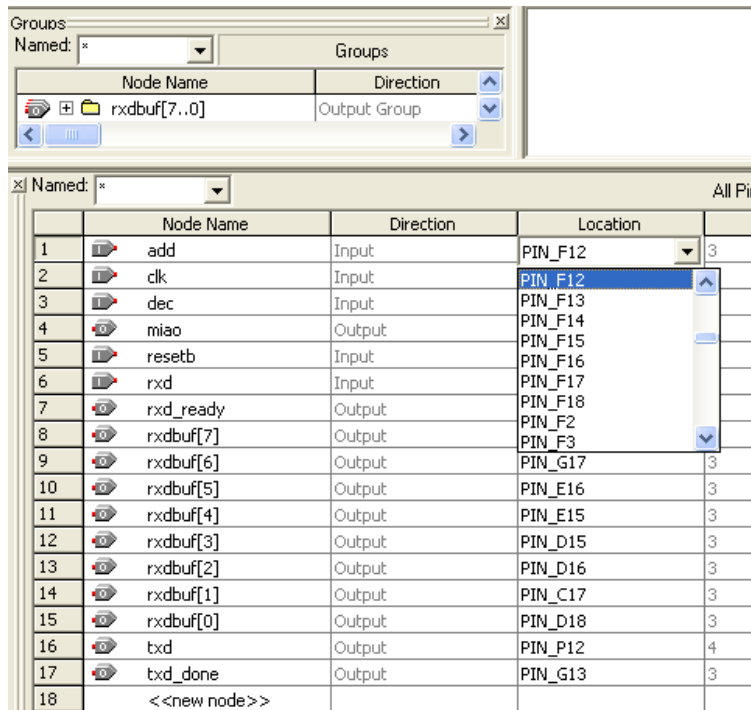 Groups
Named: * Groups
Node Name Direction
rxdbuf[7..0] Output Group
Named: * All Pi
Node Name Direction Location
1 add Input PIN_F12 3
2 clk Input PIN_F12
3 dec Input PIN_F13
PIN_F14
4 miao Output PIN_F15
5 resetb Input PIN_F16
6 rxd Input PIN_F17
7 rxd_ready Output PIN_F18
PIN_F2
8 rxdbuf[7] Output PIN_F3
9 rxdbuf[6] Output PIN_G17 3
10 rxdbuf[5] Output PIN_E16 3
11 rxdbuf[4] Output PIN_E15 3
12 rxdbuf[3] Output PIN_D15 3
13 rxdbuf[2] Output PIN_D16 3
14 rxdbuf[1] Output PIN_C17 3
15 rxdbuf[0] Output PIN_D18 3
16 txd Output PIN_P12 4
17 txd_done Output PIN_G13 3
18 <<new node>>